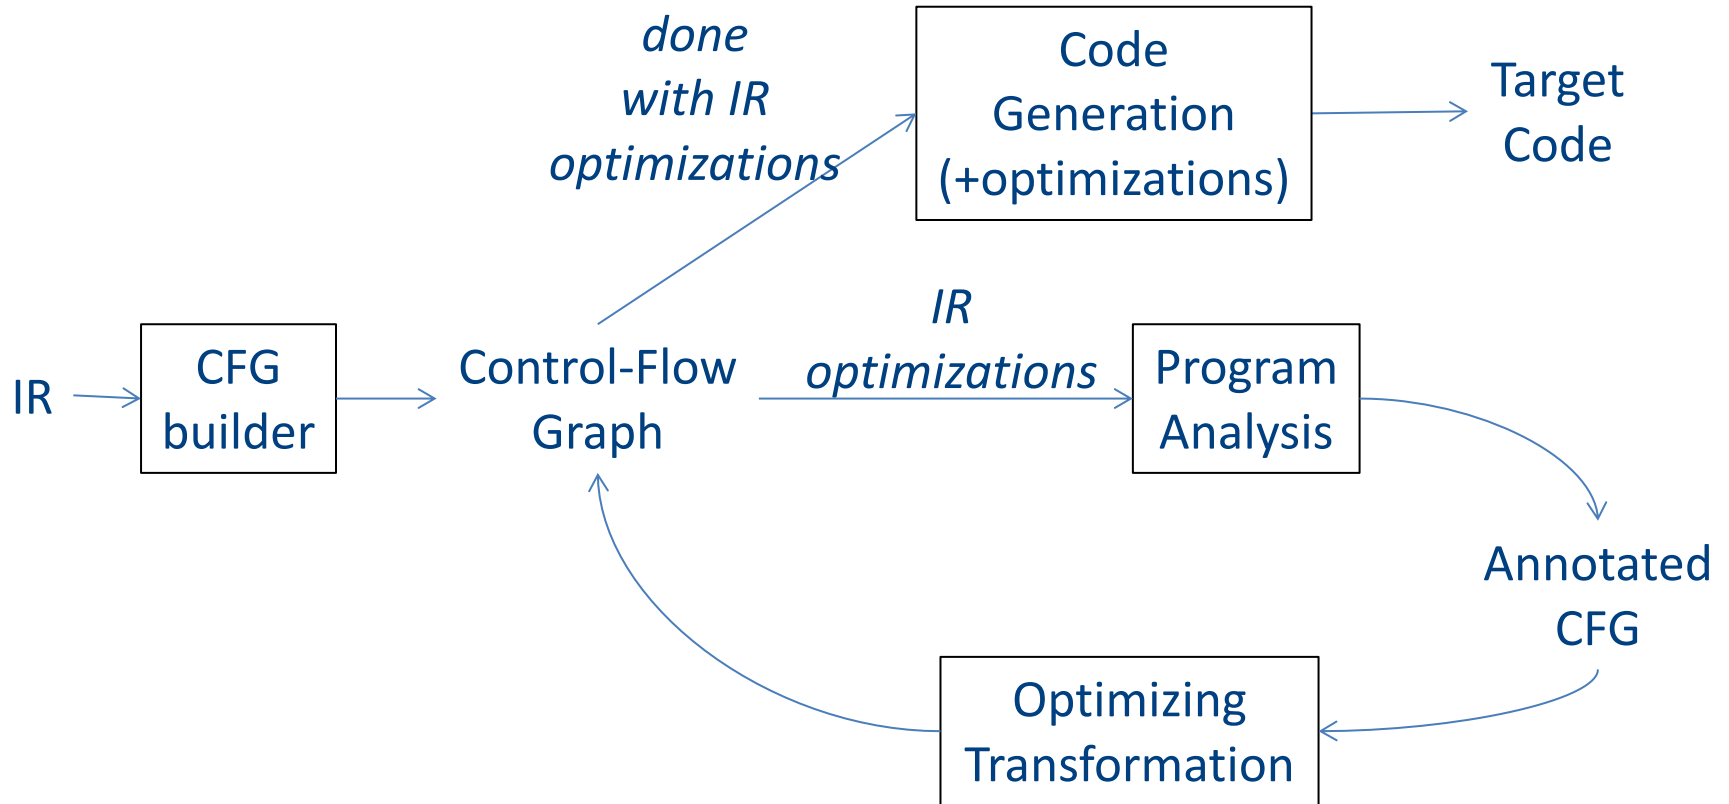 done
with IR
optimizations
Code
Generation
(+optimizations)
Target
Code
IR
CFG
builder
Control-Flow
Graph
IR
optimizations
Program
Analysis
Annotated
CFG
Optimizing
Transformation